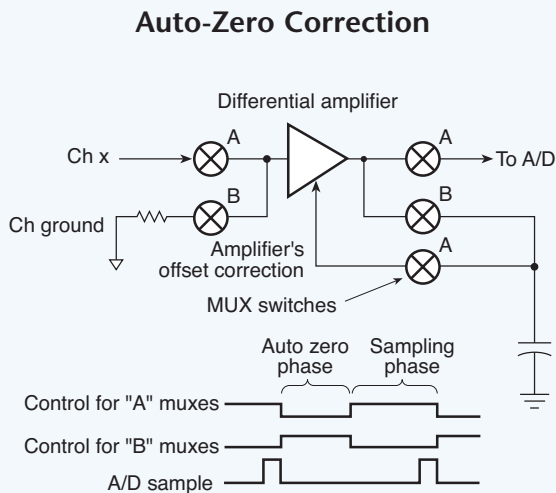 Auto-Zero Correction
Differential amplifier
A
A
Ch x
To A/D
B
B
Ch ground
Amplifier's
offset correction
A
MUX switches
Auto zero
phase
Sampling
phase
Control for "A" muxes
Control for "B" muxes
A/D sample